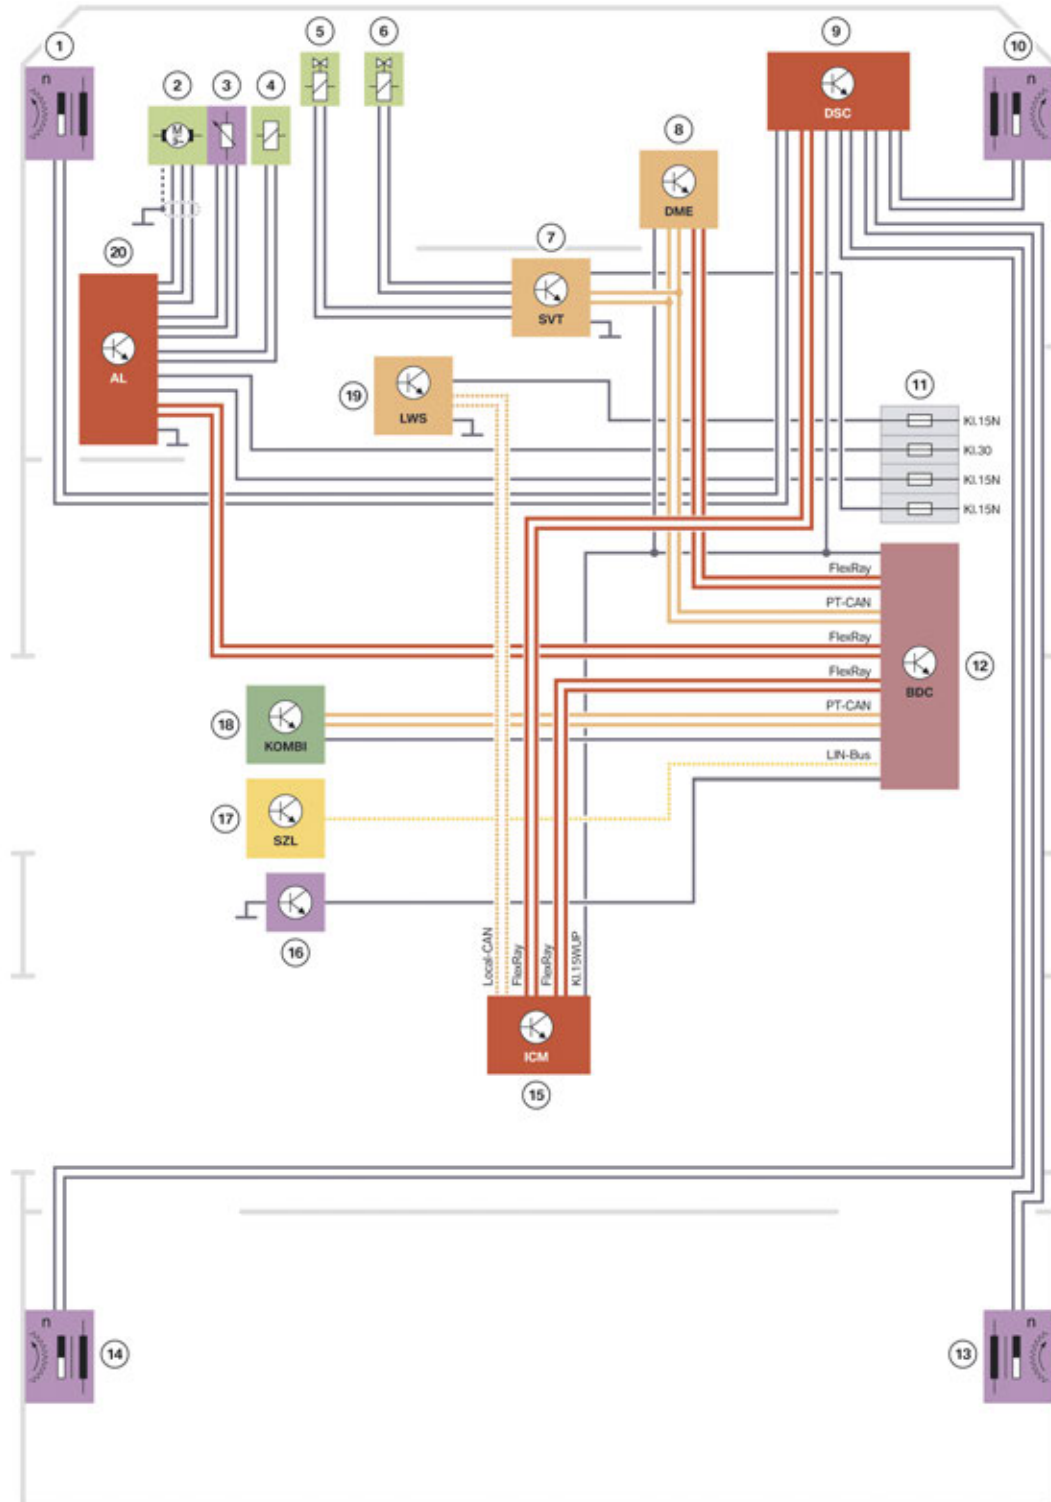 1
2
3
4
5
6
7
8
9
10
n
n
M
DSC
DME
20
SVT
AL
19
LWS
11
Kl.15N
Kl.30
Kl.15N
Kl.15N
FlexRay
PT-CAN
FlexRay
FlexRay
PT-CAN
LIN-Bus
BDC
12
18
KOMBI
17
SZL
16
Local-CAN
FlexRay
FlexRay
Kl.15WUP
ICM
15
n
14
13
n